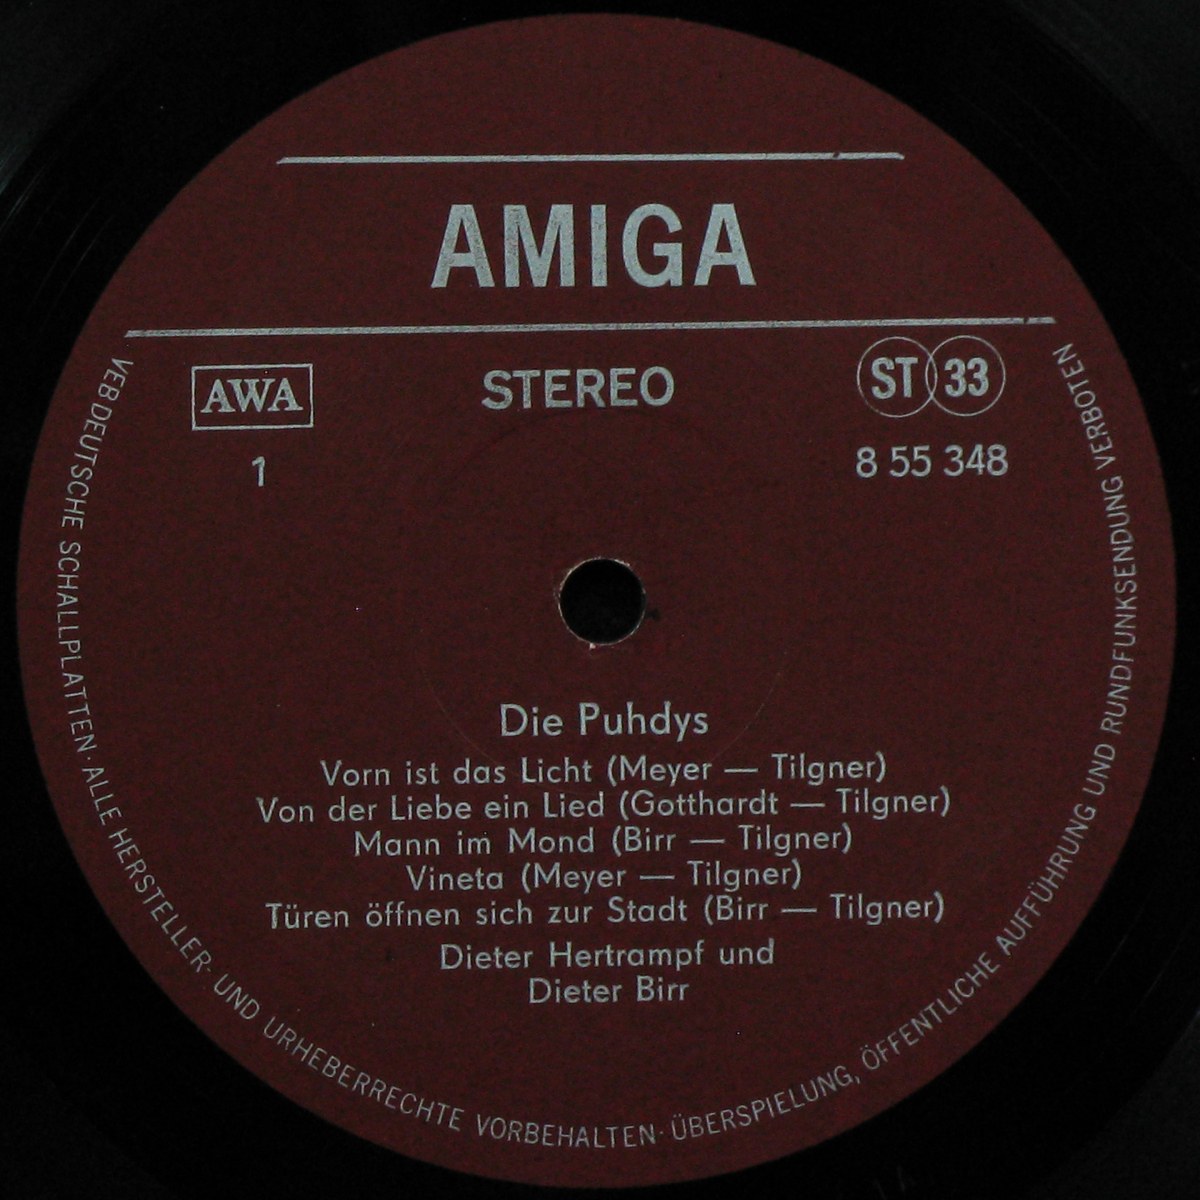 AMIGA
AWA
STEREO
ST 33
1
8 55 348
Die Puhdys
Vorn ist das Licht (Meyer — Tilgner)
Von der Liebe ein Lied (Gotthardt — Tilgner)
Mann im Mond (Birr — Tilgner)
Vineta (Meyer — Tilgner)
Türen öffnen sich zur Stadt (Birr — Tilgner)
Dieter Hertrampf und
Dieter Birr
VEB DEUTSCHE SCHALLPLATTEN · ALLE HERSTELLER- UND URHEBERRECHTE VORBEHALTEN · ÜBERSPIELUNG, ÖFFENTLICHE AUFFÜHRUNG UND RUNDFUNKSENDUNG VERBOTEN